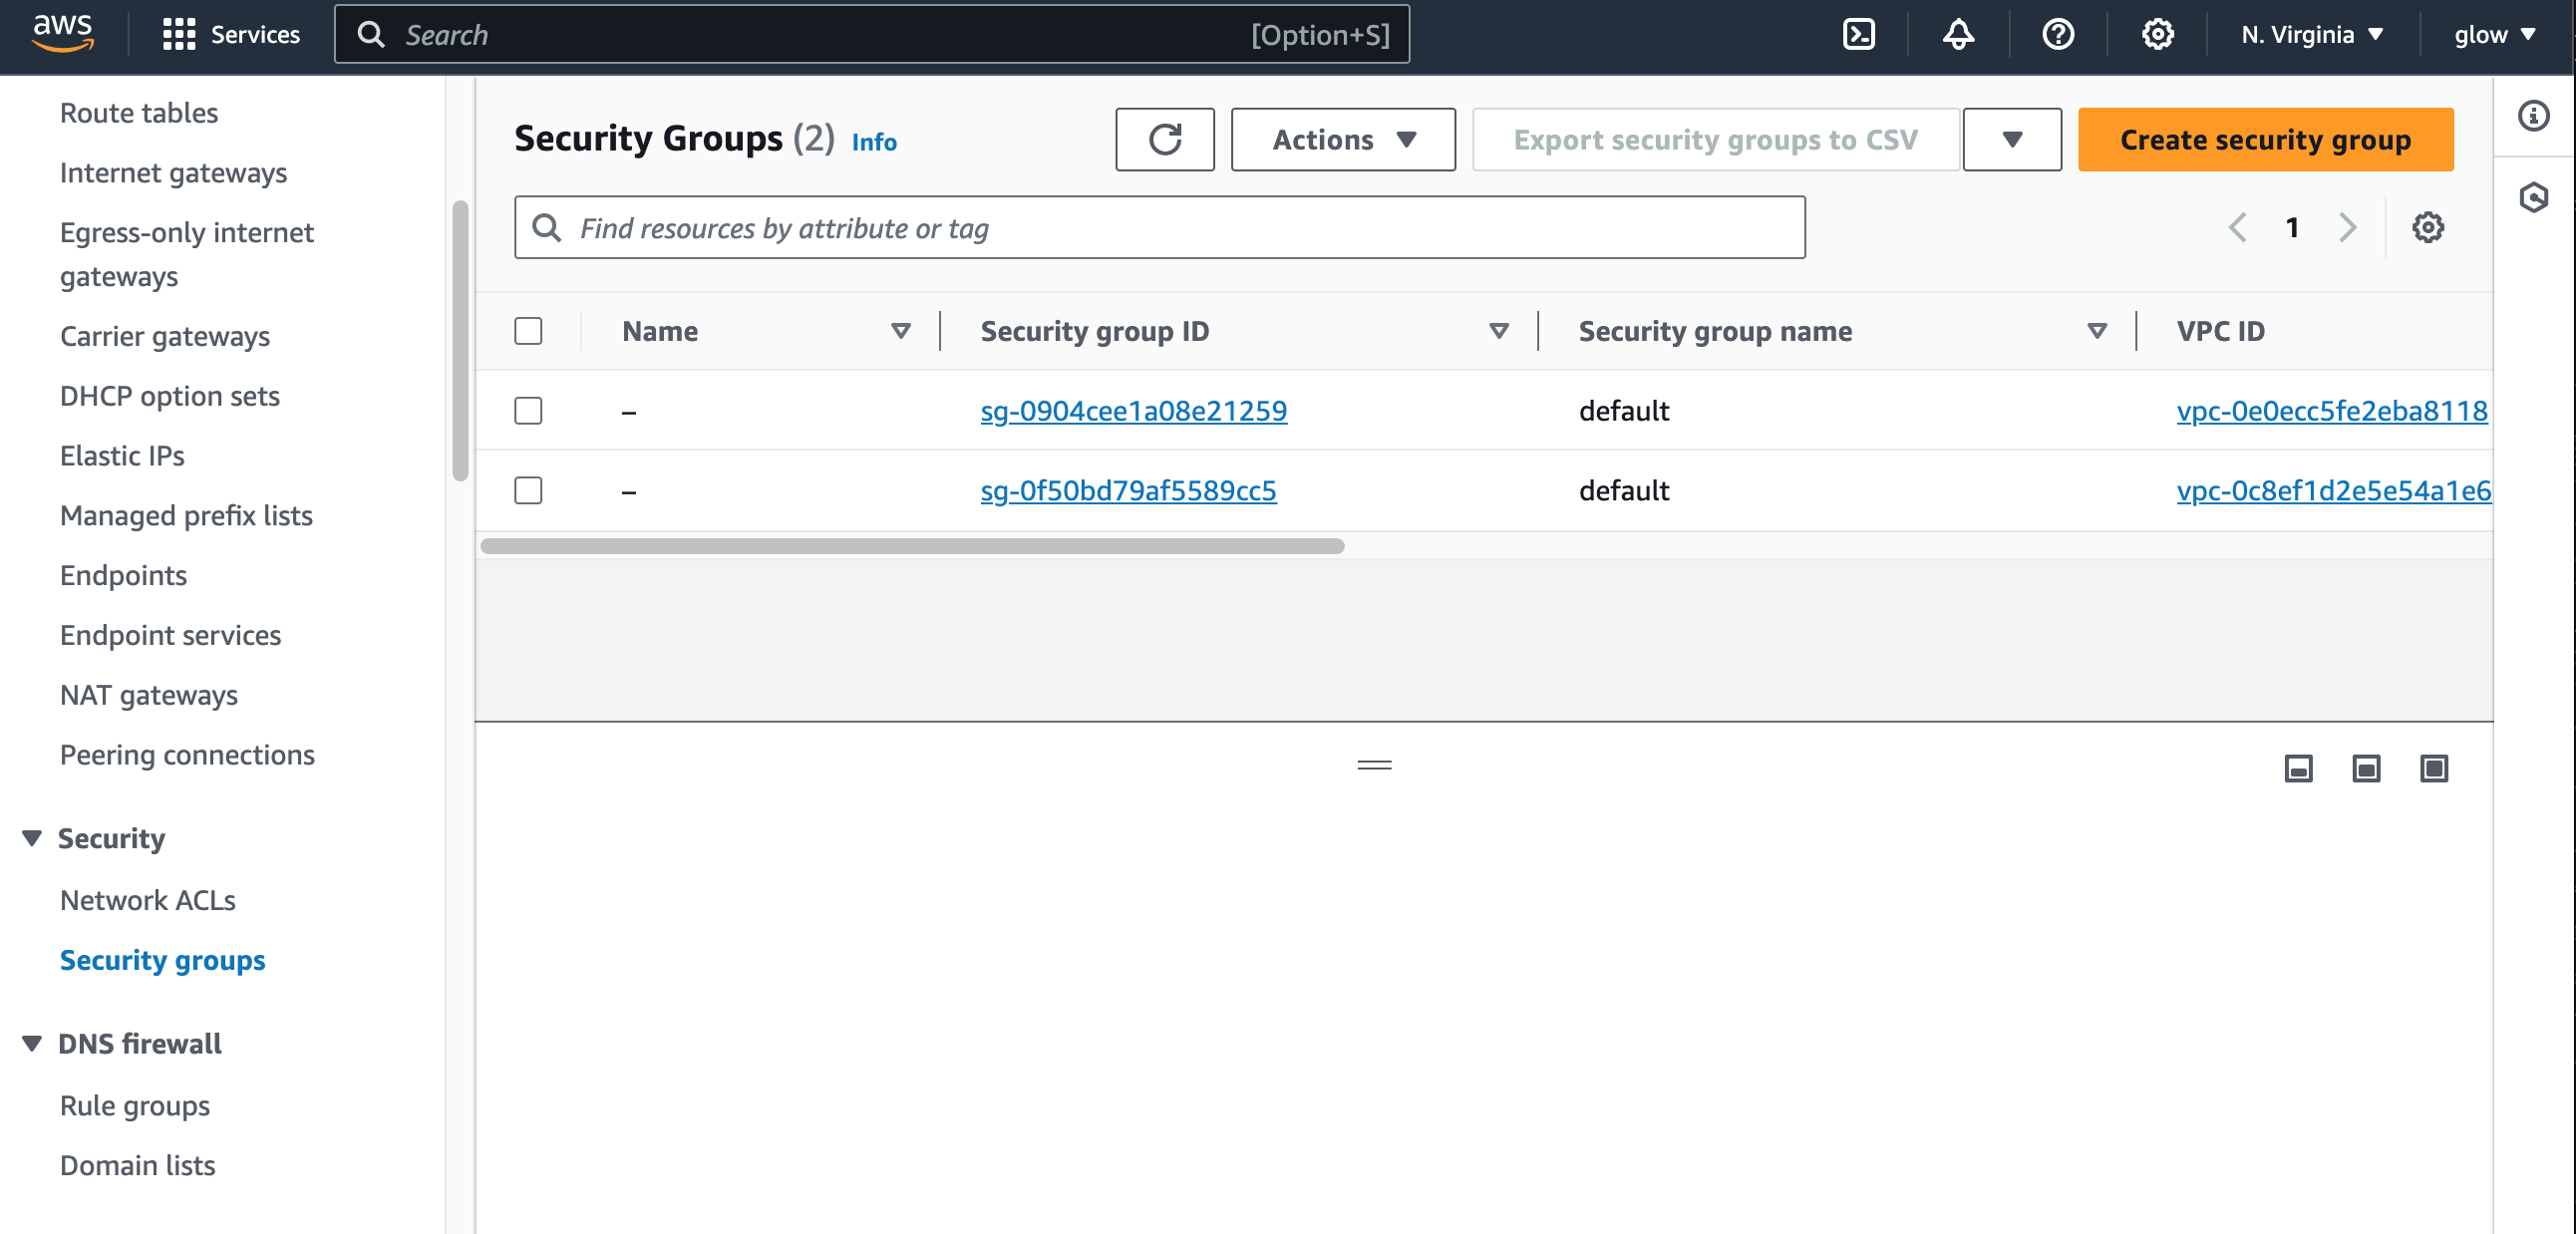 aws
Services
Search
[Option+S]
N. Virginia
glow
Route tables
Internet gateways
Egress-only internet
gateways
Carrier gateways
DHCP option sets
Elastic IPs
Managed prefix lists
Endpoints
Endpoint services
NAT gateways
Peering connections
Security
Network ACLs
Security groups
DNS firewall
Rule groups
Domain lists
Security Groups (2) Info
Actions
Export security groups to CSV
Create security group
Find resources by attribute or tag
1
Name Security group ID Security group name VPC ID
– sg-0904cee1a08e21259 default vpc-0e0ecc5fe2eba8118
– sg-0f50bd79af5589cc5 default vpc-0c8ef1d2e5e54a1e6